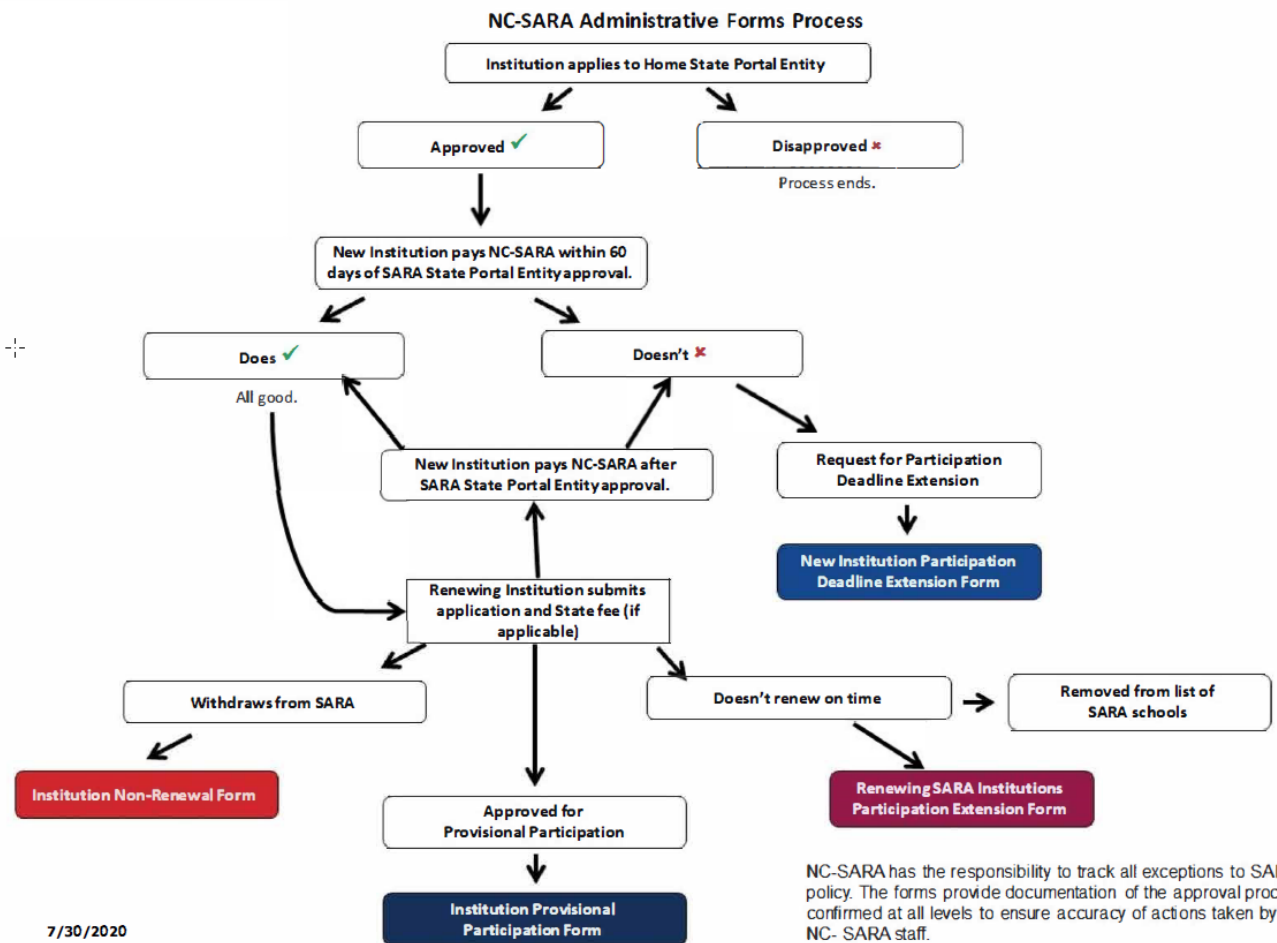 NC-SARA Administrative Forms Process
Institution applies to Home State Portal Entity
Approved ✓
Disapproved ✖
Process ends.
New Institution pays NC-SARA within 60
days of SARA State Portal Entity approval.
Does ✓
All good.
Doesn't ✖
New Institution pays NC-SARA after
SARA State Portal Entity approval.
Request for Participation
Deadline Extension
New Institution Participation
Deadline Extension Form
Renewing Institution submits
application and State fee (if
applicable)
Withdraws from SARA
Doesn't renew on time
Removed from list of
SARA schools
Institution Non-Renewal Form
Approved for
Provisional Participation
Renewing SARA Institutions
Participation Extension Form
Institution Provisional
Participation Form
NC-SARA has the responsibility to track all exceptions to
policy. The forms provide documentation of the approval
confirmed at all levels to ensure accuracy of actions taken by
NC- SARA staff.
7/30/2020